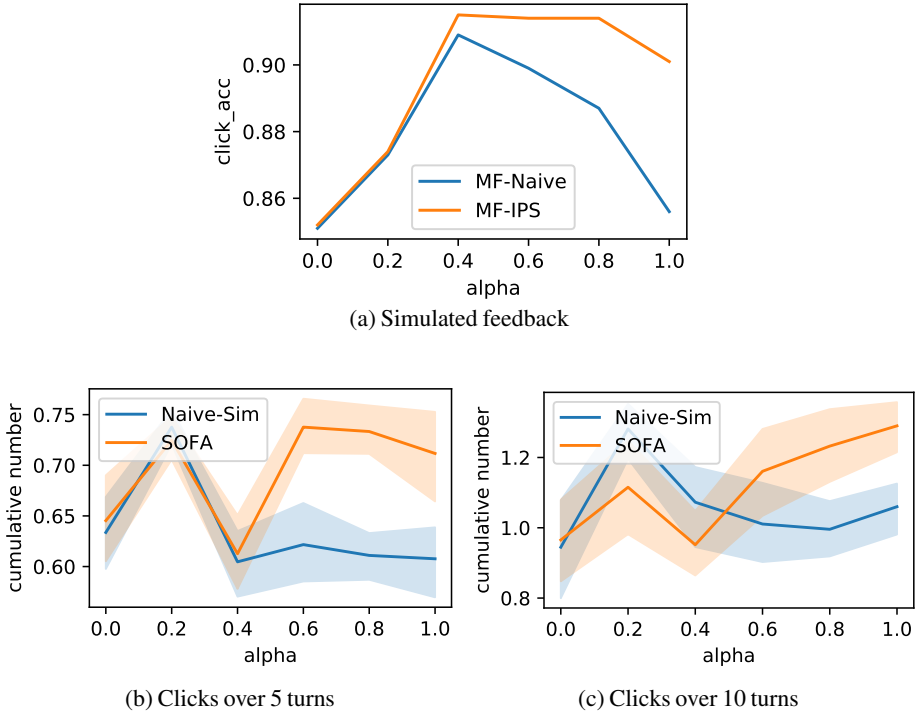 click_acc
0.90
0.88
0.86
MF-Naive
MF-IPS
0.0 0.2 0.4 0.6 0.8 1.0
alpha
(a) Simulated feedback
cumulative number
0.75
0.70
0.65
0.60
Naive-Sim
SOFA
0.0 0.2 0.4 0.6 0.8 1.0
alpha
(b) Clicks over 5 turns
cumulative number
1.2
1.0
0.8
Naive-Sim
SOFA
0.0 0.2 0.4 0.6 0.8 1.0
alpha
(c) Clicks over 10 turns